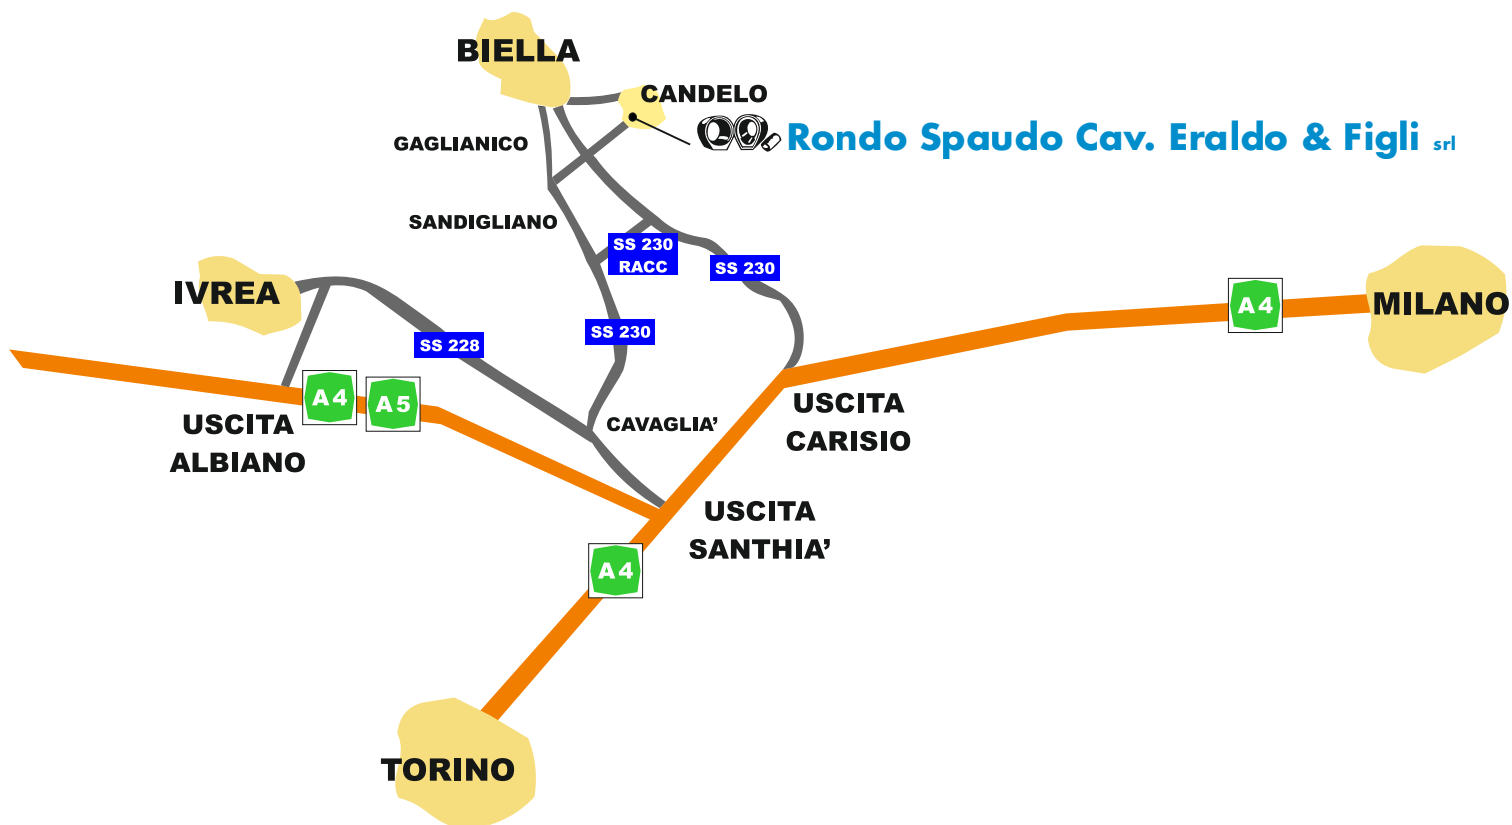 BIELLA
CANDELO
GAGLIANICO
Rondo Spaudo Cav. Eraldo & Figli srl
SANDIGLIANO
SS 230
RACC
SS 230
IVREA
MILANO
A4
SS 230
SS 228
A4
A5
USCITA
ALBIANO
CAVAGLIA’
USCITA
CARISIO
USCITA
SANTHIA’
A4
TORINO